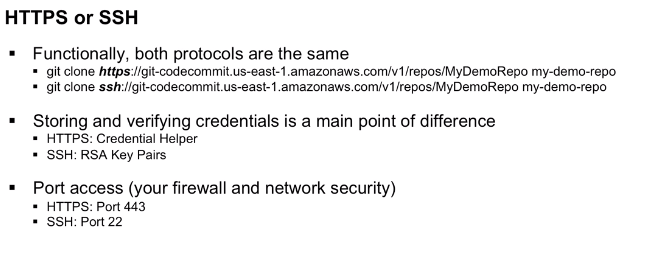 HTTPS or SSH
▪ Functionally, both protocols are the same
▪ git clone https://git-codecommit.us-east-1.amazonaws.com/v1/repos/MyDemoRepo my-demo-repo
▪ git clone ssh://git-codecommit.us-east-1.amazonaws.com/v1/repos/MyDemoRepo my-demo-repo
▪ Storing and verifying credentials is a main point of difference
▪ HTTPS: Credential Helper
▪ SSH: RSA Key Pairs
▪ Port access (your firewall and network security)
▪ HTTPS: Port 443
▪ SSH: Port 22